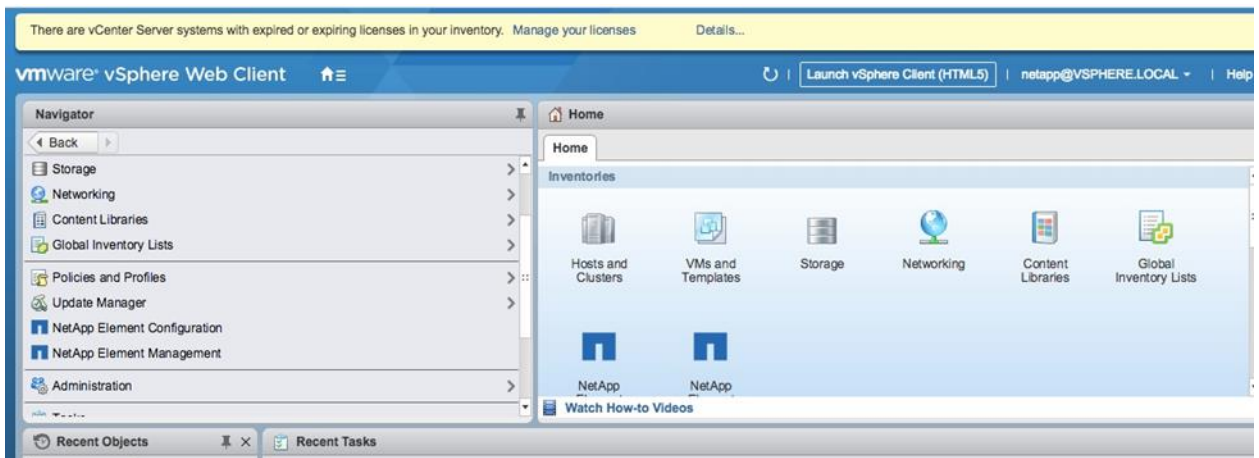 There are vCenter Server systems with expired or expiring licenses in your inventory. Manage your licenses Details...
vmware® vSphere Web Client
Launch vSphere Client (HTML5) | netapp@VSPHERE.LOCAL | Help
Navigator
Back
Storage
Networking
Content Libraries
Global Inventory Lists
Policies and Profiles
Update Manager
NetApp Element Configuration
NetApp Element Management
Administration
Home
Home
Inventories
Hosts and
Clusters
VMs and
Templates
Storage
Networking
Content
Libraries
Global
Inventory Lists
NetApp
NetApp
Watch How-to Videos
Recent Objects
Recent Tasks